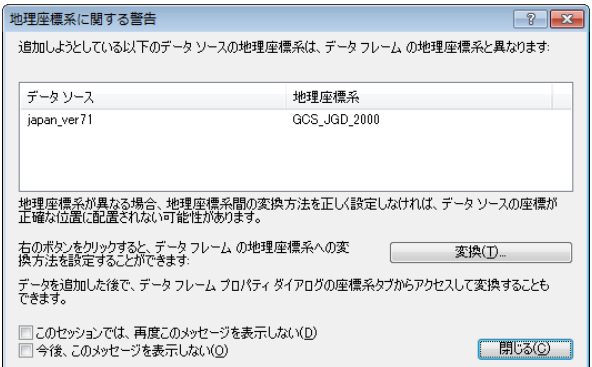 地理座標系に関する警告
追加しようとしている以下のデータ ソースの地理座標系は、データ フレーム の地理座標系と異なります:
データ ソース 地理座標系
japan_ver71 GCS_JGD_2000
地理座標系が異なる場合、地理座標系間の変換方法を正しく設定しなければ、データ ソースの座標が
正確な位置に配置されない可能性があります。
右のボタンをクリックすると、データ フレーム の地理座標系への変
換方法を設定することができます:
変換(T)...
データを追加した後で、データ フレーム プロパティ ダイアログの座標系タブからアクセスして変換することも
できます。
このセッションでは、再度このメッセージを表示しない(D)
今後、このメッセージを表示しない(O)
閉じる(C)